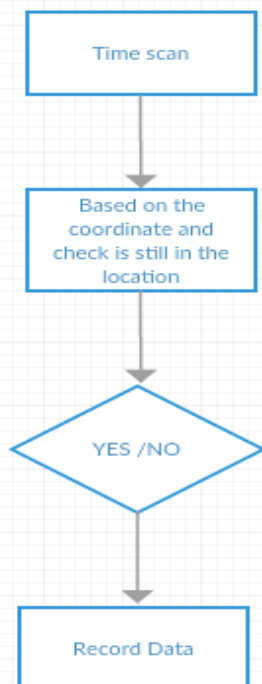 Time scan
Based on the
coordinate and
check is still in the
location
YES /NO
Record Data